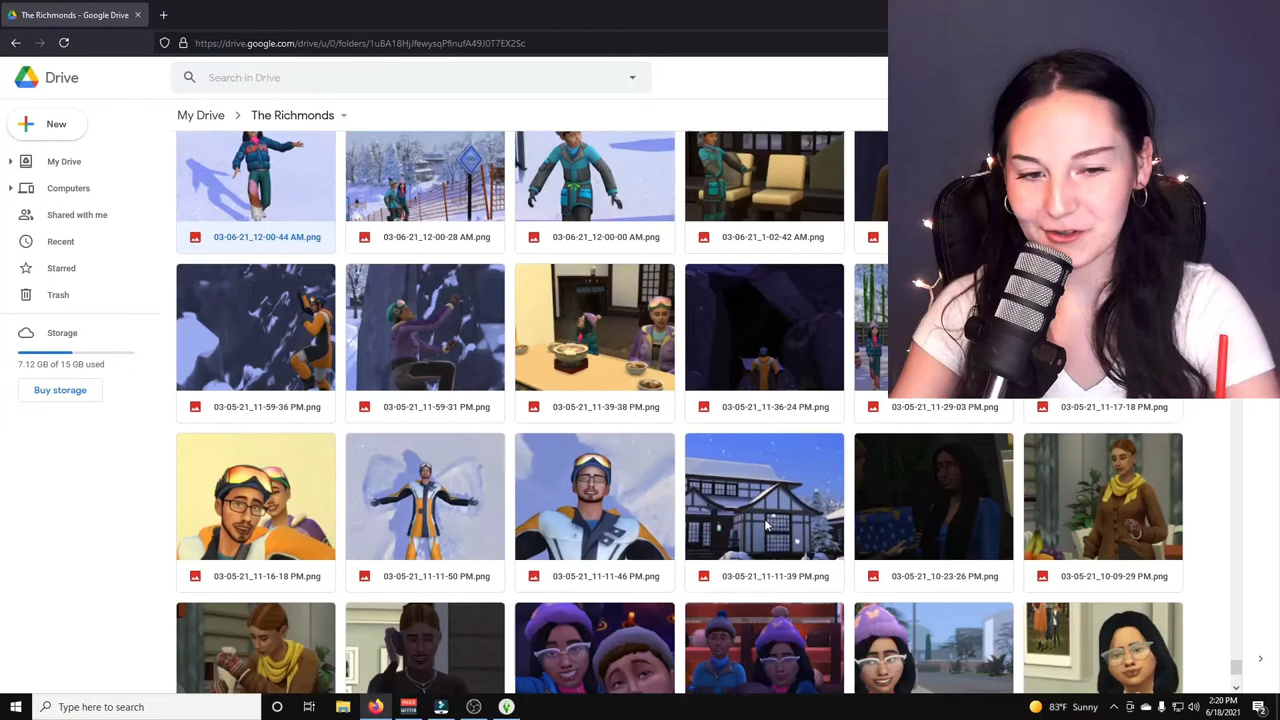 The Richmonds - Google Drive
https://drive.google.com/drive/u/0/folders/1uBA18HjJfewysqPflnufA49J0T7EX2Sc
Drive
Search in Drive
New
My Drive
Computers
Shared with me
Recent
Starred
Trash
Storage
7.12 GB of 15 GB used
Buy storage
My Drive > The Richmonds
03-06-21_12-00-44 AM.png
03-06-21_12-00-28 AM.png
03-06-21_12-00-00 AM.png
03-06-21_1-02-42 AM.png
03-05-21_11-59-36 PM.png
03-05-21_11-59-31 PM.png
03-05-21_11-39-38 PM.png
03-05-21_11-36-24 PM.png
03-05-21_11-29-03 PM.png
03-05-21_11-17-18 PM.png
03-05-21_11-16-18 PM.png
03-05-21_11-11-50 PM.png
03-05-21_11-11-46 PM.png
03-05-21_11-11-39 PM.png
03-05-21_10-23-26 PM.png
03-05-21_10-09-29 PM.png
Type here to search
83°F Sunny
2:20 PM
6/18/2021
2